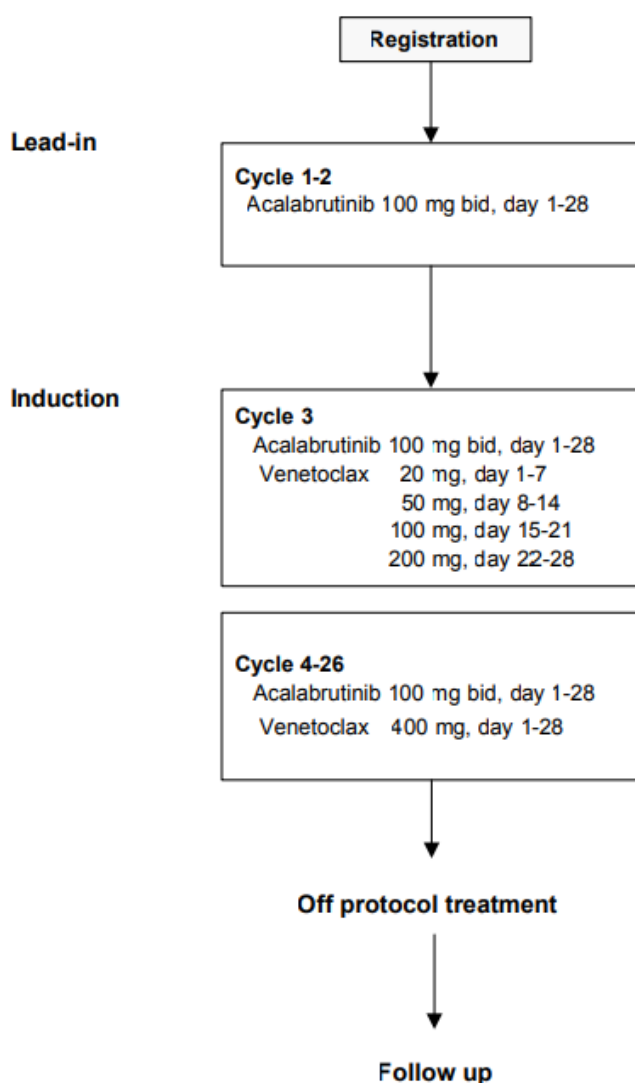 Registration
Lead-in
Cycle 1-2
Acalabrutinib 100 mg bid, day 1-28
Induction
Cycle 3
Acalabrutinib 100 mg bid, day 1-28
Venetoclax 20 mg, day 1-7
50 mg, day 8-14
100 mg, day 15-21
200 mg, day 22-28
Cycle 4-26
Acalabrutinib 100 mg bid, day 1-28
Venetoclax 400 mg, day 1-28
Off protocol treatment
Follow up